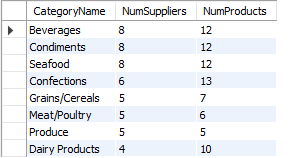 CategoryName NumSuppliers NumProducts
Beverages 8 12
Condiments 8 12
Seafood 8 12
Confections 6 13
Grains/Cereals 5 7
Meat/Poultry 5 6
Produce 5 5
Dairy Products 4 10